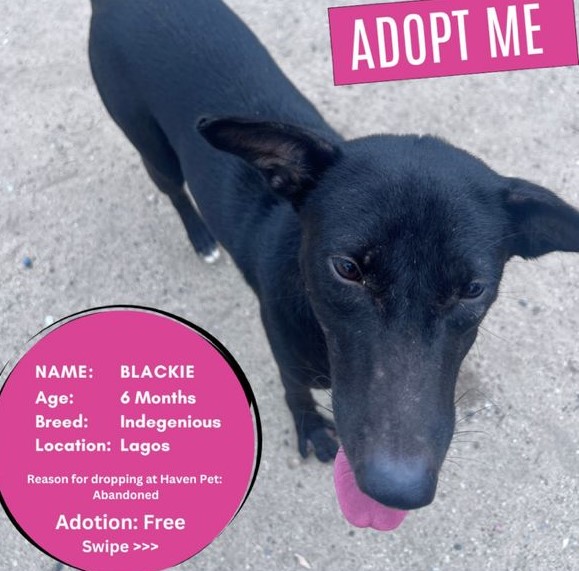 ADOPT ME
NAME: BLACKIE
Age: 6 Months
Breed: Indegenious
Location: Lagos
Reason for dropping at Haven Pet:
Abandoned
Adotion: Free
Swipe >>>